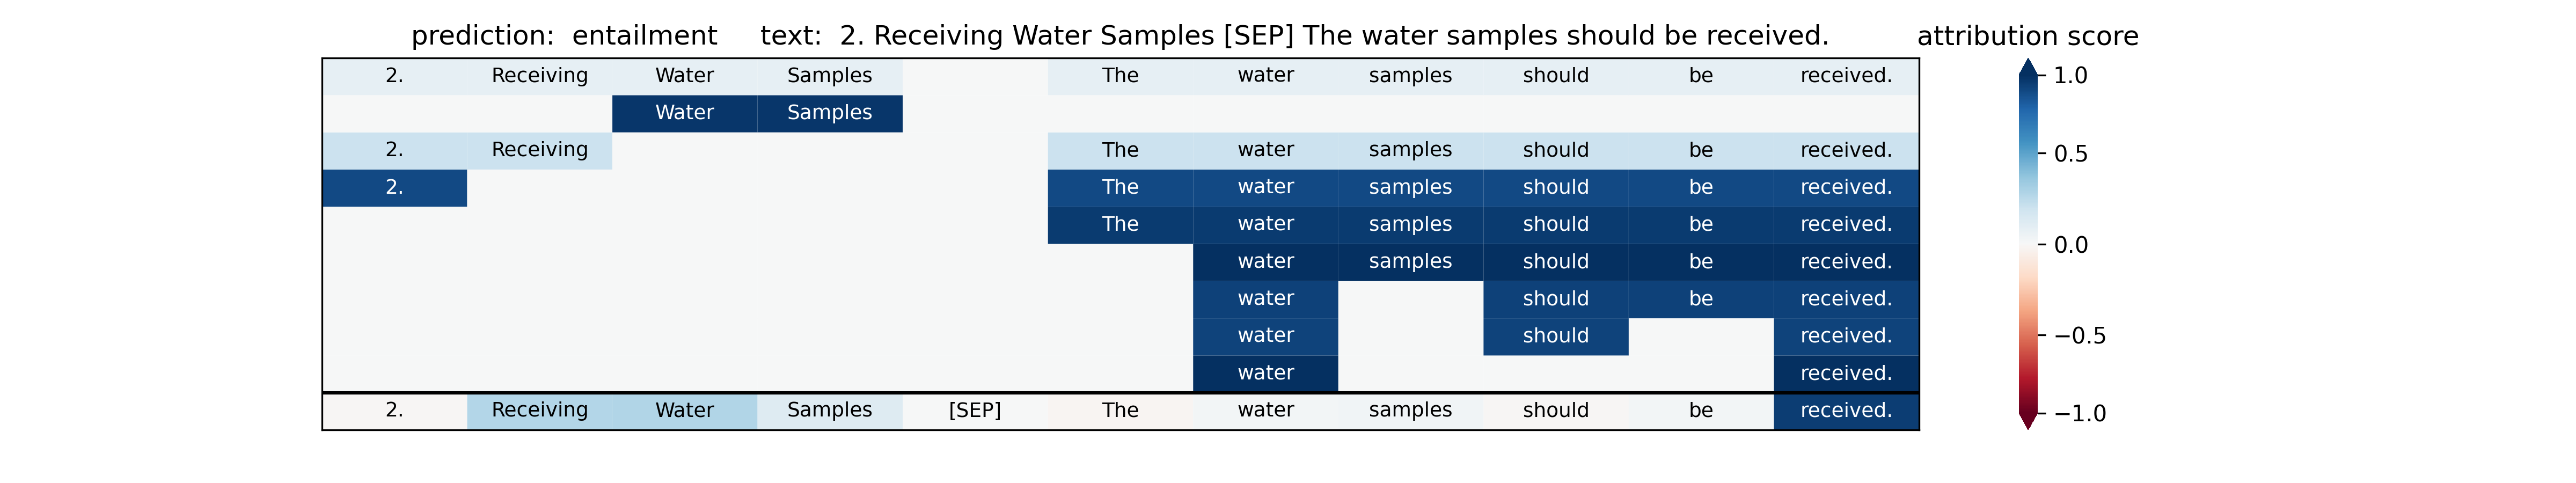 prediction: entailment text: 2. Receiving Water Samples [SEP] The water samples should be received. attribution score
2. Receiving Water Samples The water samples should be received.
Water Samples
2. Receiving The water samples should be received.
2. The water samples should be received.
The water samples should be received.
water samples should be received.
water should be received.
water should received.
water received.
2. Receiving Water Samples [SEP] The water samples should be received.
1.0
0.5
0.0
−0.5
−1.0